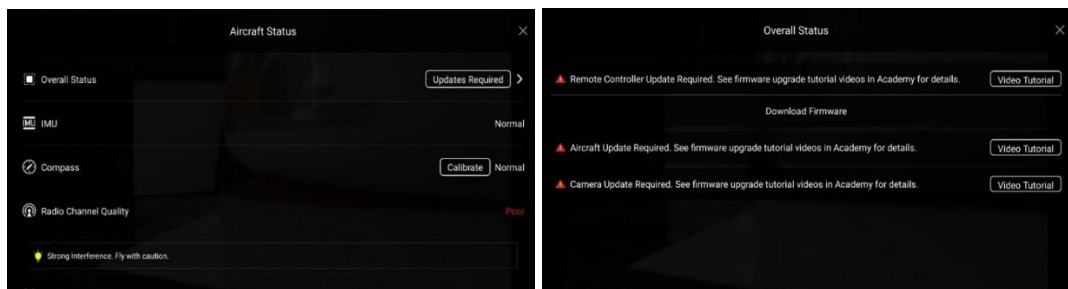 Aircraft Status
Overall Status Updates Required
IMU IMU Normal
Compass Calibrate Normal
Radio Channel Quality Poor
Strong Interference. Fly with caution.
Overall Status
Remote Controller Update Required. See firmware upgrade tutorial videos in Academy for details. Video Tutorial
Download Firmware
Aircraft Update Required. See firmware upgrade tutorial videos in Academy for details. Video Tutorial
Camera Update Required. See firmware upgrade tutorial videos in Academy for details. Video Tutorial